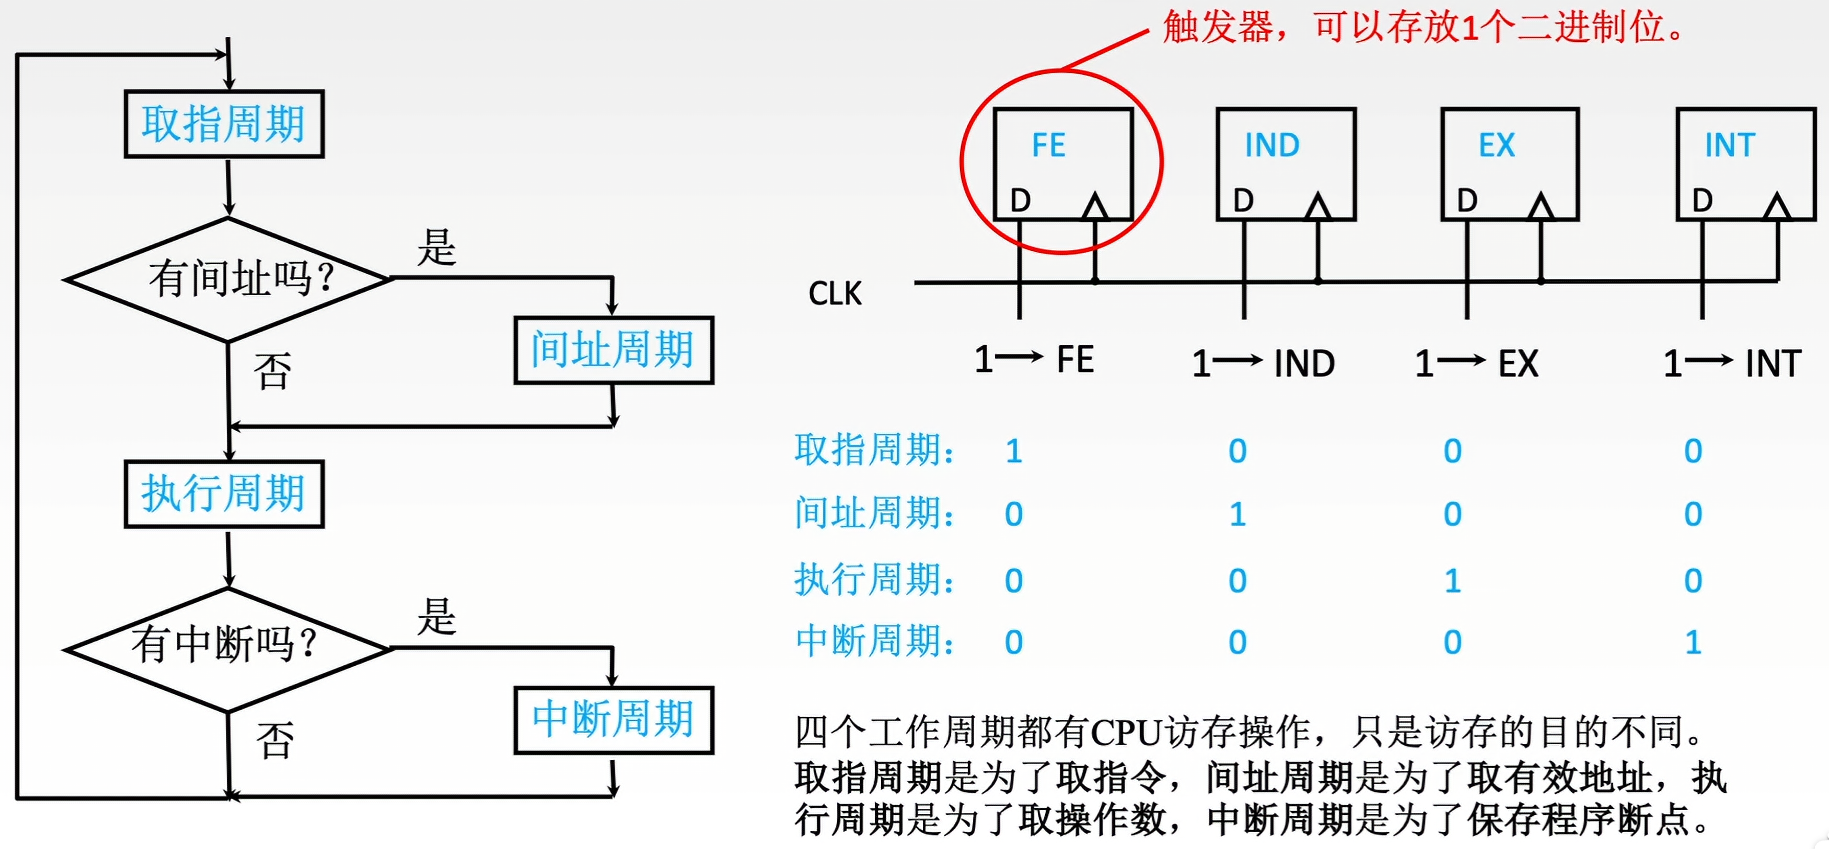 触发器，可以存放1个二进制位。
取指周期
有间址吗？
是
间址周期
否
执行周期
有中断吗？
是
中断周期
否
FE
IND
EX
INT
D
D
D
D
CLK
1→ FE
1→ IND
1→ EX
1→ INT
取指周期： 1 0 0 0
间址周期： 0 1 0 0
执行周期： 0 0 1 0
中断周期： 0 0 0 1
四个工作周期都有CPU访存操作，只是访存的目的不同。
取指周期是为了取指令，间址周期是为了取有效地址，执
行周期是为了取操作数，中断周期是为了保存程序断点。